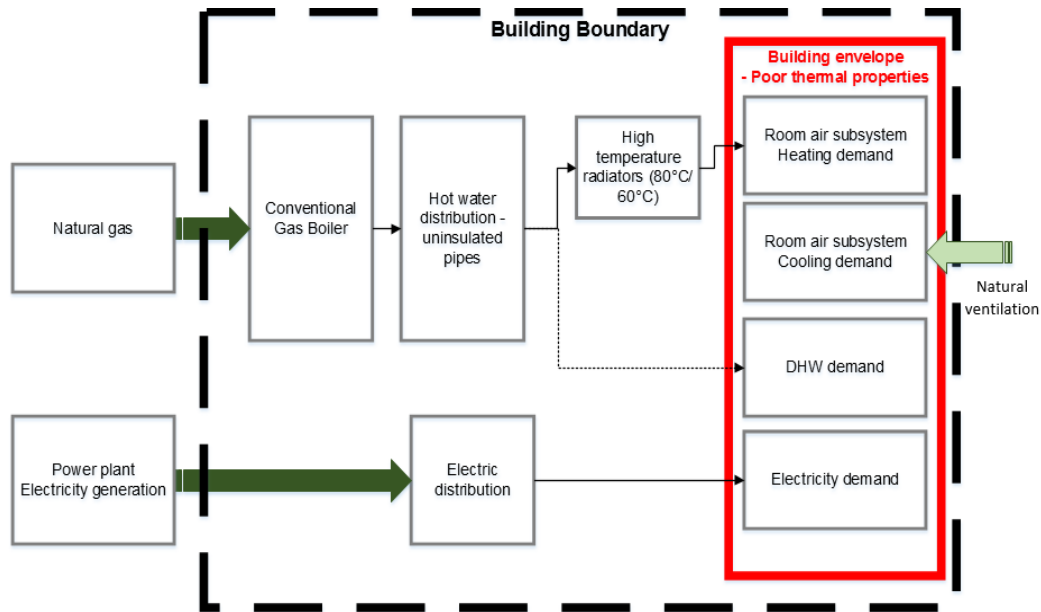 Building Boundary
Building envelope
- Poor thermal properties
Natural gas
Conventional
Gas Boiler
Hot water
distribution -
uninsulated
pipes
High
temperature
radiators (80°C/
60°C)
Room air subsystem
Heating demand
Room air subsystem
Cooling demand
Natural
ventilation
DHW demand
Power plant
Electricity generation
Electric
distribution
Electricity demand